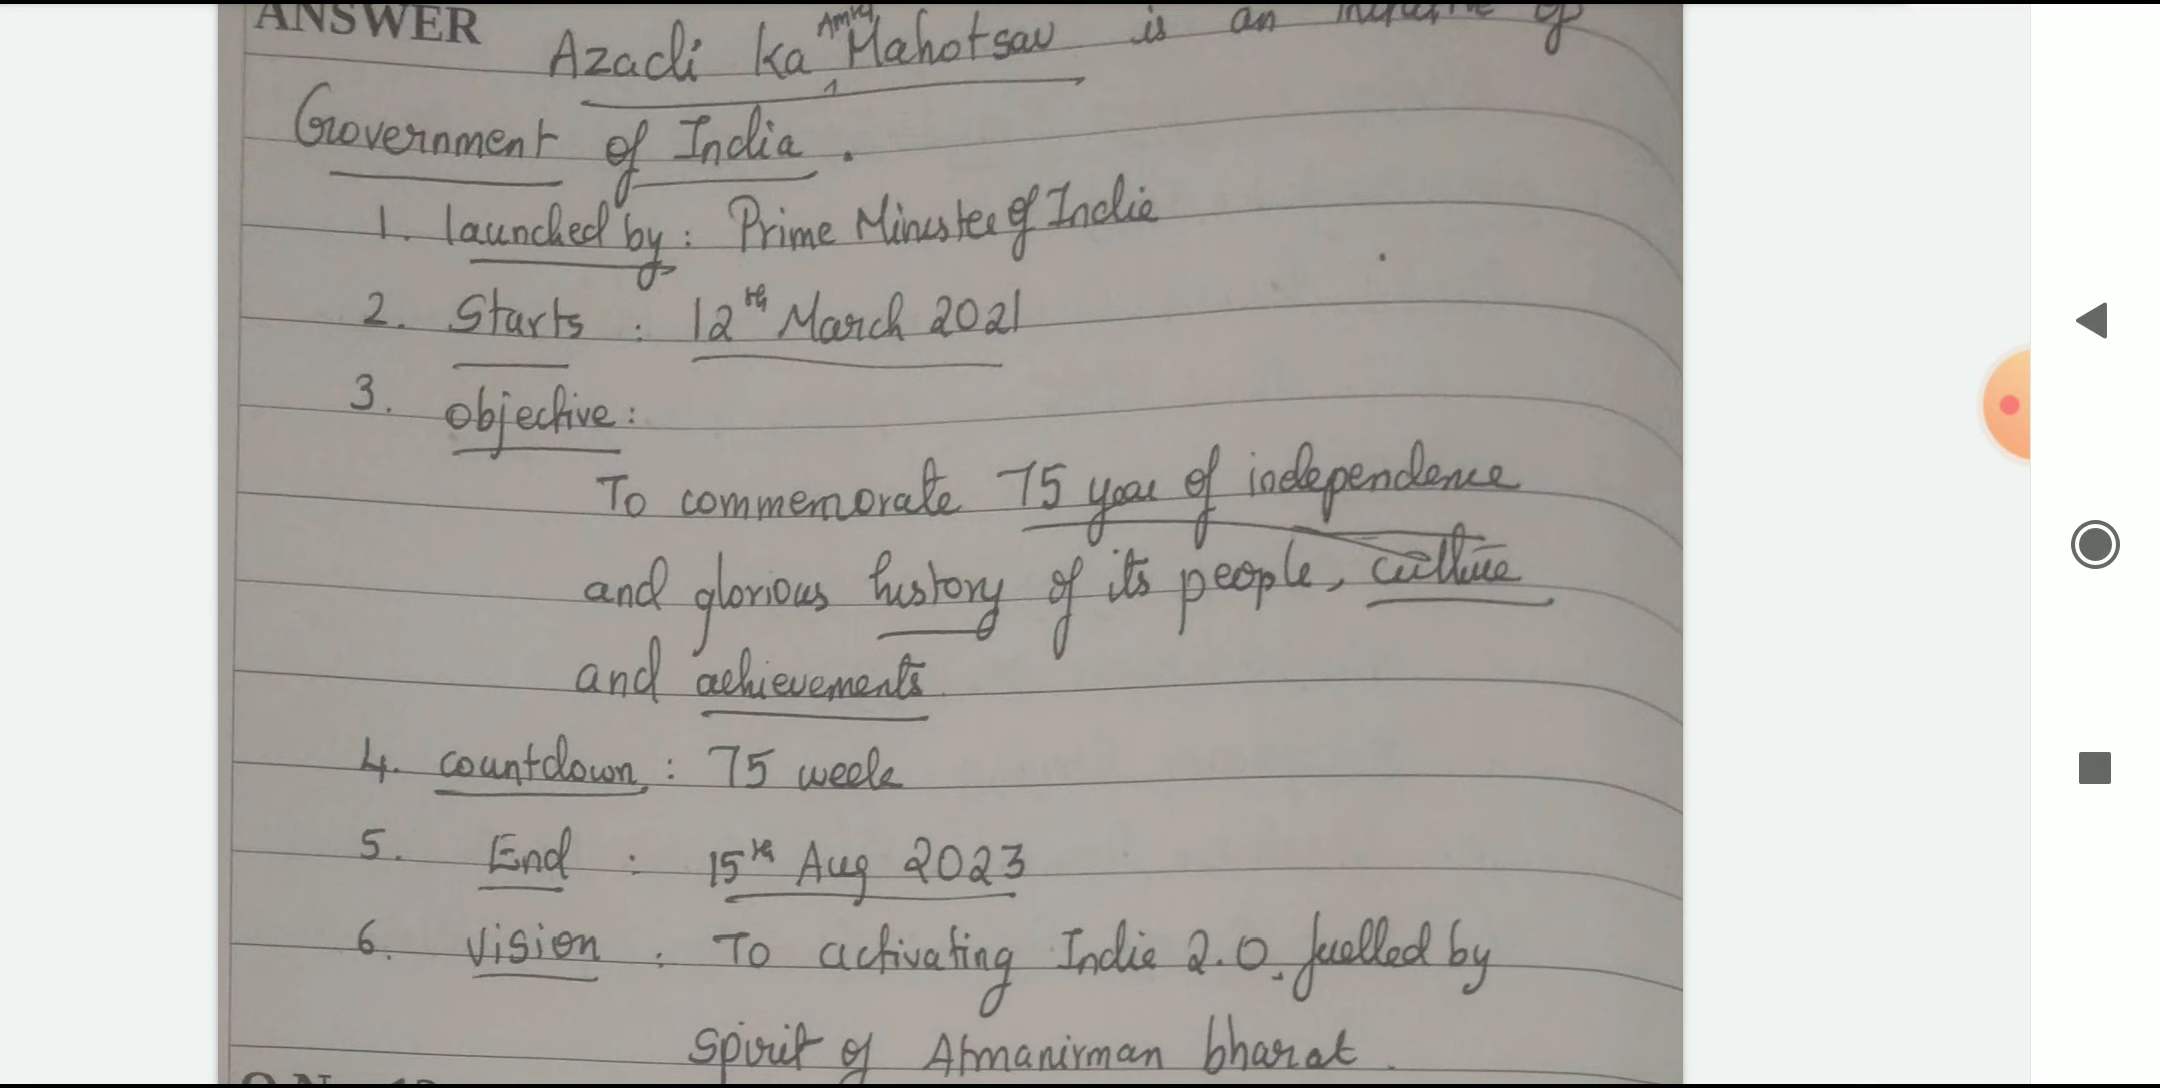 ANSWER
Azadi ka Amrit Mahotsav is an initiative of
Government of India.
1. launched by : Prime Minister of India
2. Starts : 12th March 2021
3. objective :
To commemorate 75 year of independence
and glorious history of its people, culture
and achievements
4. countdown : 75 week
5. End : 15th Aug 2023
6. Vision : To activating India 2.0, fuelled by
Spirit of Atmanirman bharat.